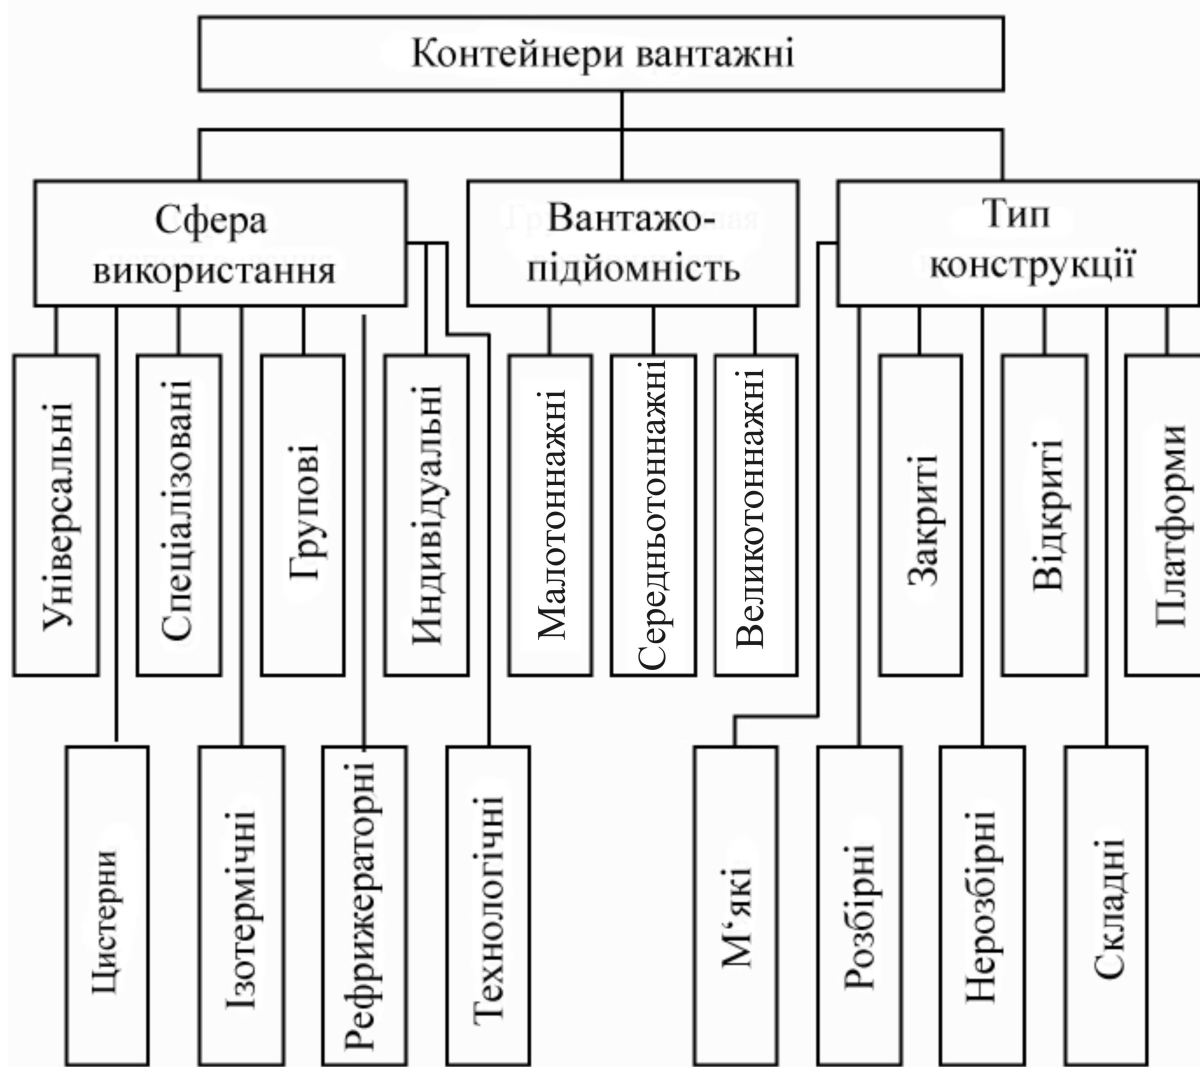 Контейнери вантажні
Сфера
використання
Вантажо-
підйомність
Тип
конструкції
Універсальні
Спеціалізовані
Групові
Индивідуальні
Малотоннажні
Середньотоннажні
Великотоннажні
Закриті
Відкриті
Платформи
Цистерни
Ізотермічні
Рефрижераторні
Технологічні
М‘які
Розбірні
Нерозбірні
Складні